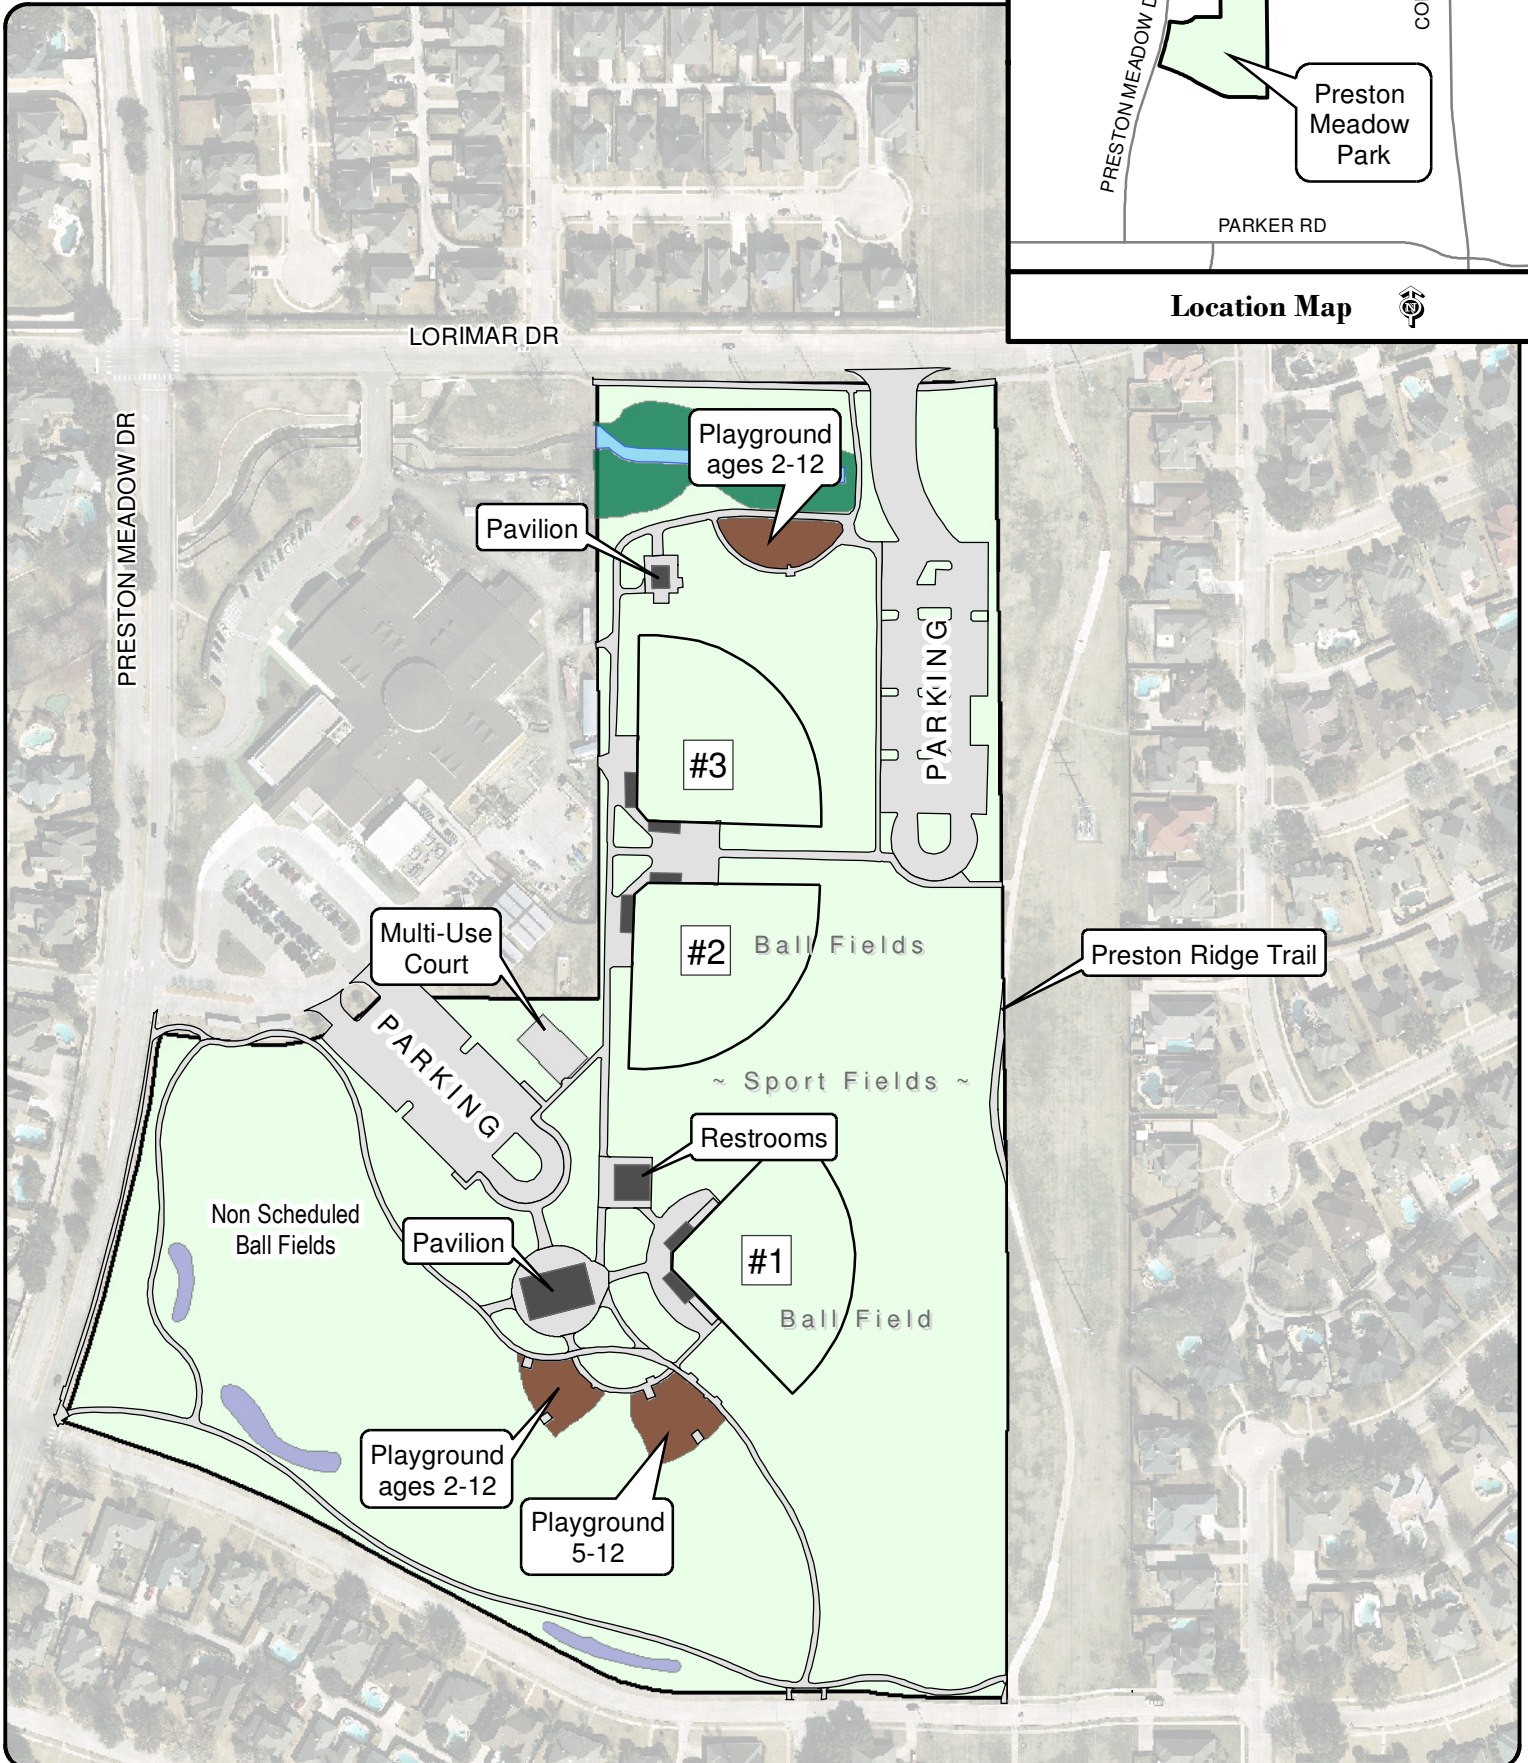 PRESTON MEADOW D
CO
Preston
Meadow
Park
PARKER RD
Location Map
N
LORIMAR DR
PRESTON MEADOW DR
Playground
ages 2-12
Pavilion
PARKING
#3
Multi-Use
Court
#2
Ball Fields
Preston Ridge Trail
PARKING
~ Sport Fields ~
Restrooms
Non Scheduled
Ball Fields
Pavilion
#1
Ball Field
Playground
ages 2-12
Playground
5-12